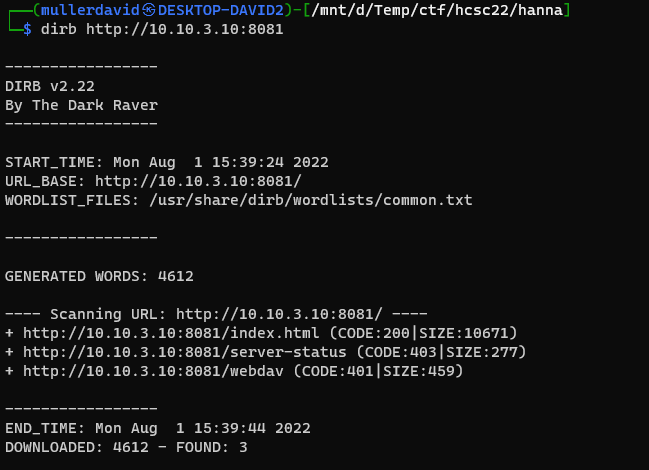 ┌──(mullerdavid㉿DESKTOP-DAVID2)-[/mnt/d/Temp/ctf/hcsc22/hanna]
└─$ dirb http://10.10.3.10:8081
-----------------
DIRB v2.22
By The Dark Raver
-----------------
START_TIME: Mon Aug  1 15:39:24 2022
URL_BASE: http://10.10.3.10:8081/
WORDLIST_FILES: /usr/share/dirb/wordlists/common.txt
-----------------
GENERATED WORDS: 4612
---- Scanning URL: http://10.10.3.10:8081/ ----
+ http://10.10.3.10:8081/index.html (CODE:200|SIZE:10671)
+ http://10.10.3.10:8081/server-status (CODE:403|SIZE:277)
+ http://10.10.3.10:8081/webdav (CODE:401|SIZE:459)
-----------------
END_TIME: Mon Aug  1 15:39:44 2022
DOWNLOADED: 4612 - FOUND: 3